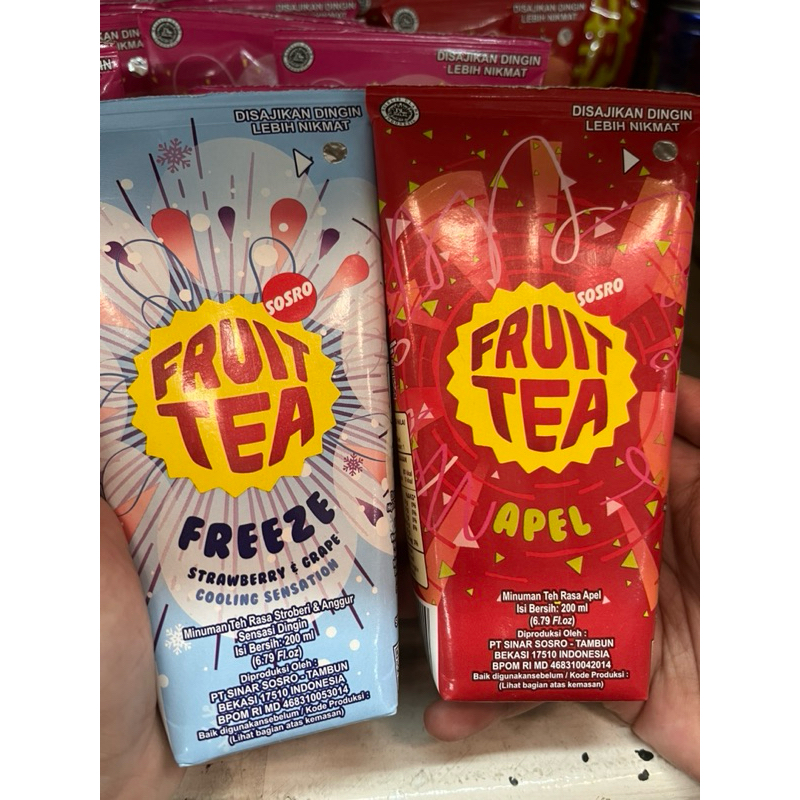 DISAJIKAN DINGIN
LEBIH NIKMAT
DISAJIKAN DINGIN
LEBIH NIKMAT
SOSRO
FRUIT
TEA
FREEZE
STRAWBERRY & GRAPE
COOLING SENSATION
Minuman Teh Rasa Stroberi & Anggur
Sensasi Dingin
Isi Bersih: 200 ml
(6.79 Fl.oz)
Diproduksi Oleh :
PT SINAR SOSRO - TAMBUN
BEKASI 17510 INDONESIA
BPOM RI MD 468310053014
Baik digunakansebelum / Kode Produksi :
(Lihat bagian atas kemasan)
DISAJIKAN DINGIN
LEBIH NIKMAT
SOSRO
FRUIT
TEA
APEL
Minuman Teh Rasa Apel
Isi Bersih: 200 ml
(6.79 Fl.oz)
Diproduksi Oleh :
PT SINAR SOSRO - TAMBUN
BEKASI 17510 INDONESIA
BPOM RI MD 468310042014
Baik digunakansebelum / Kode Produksi :
(Lihat bagian atas kemasan)